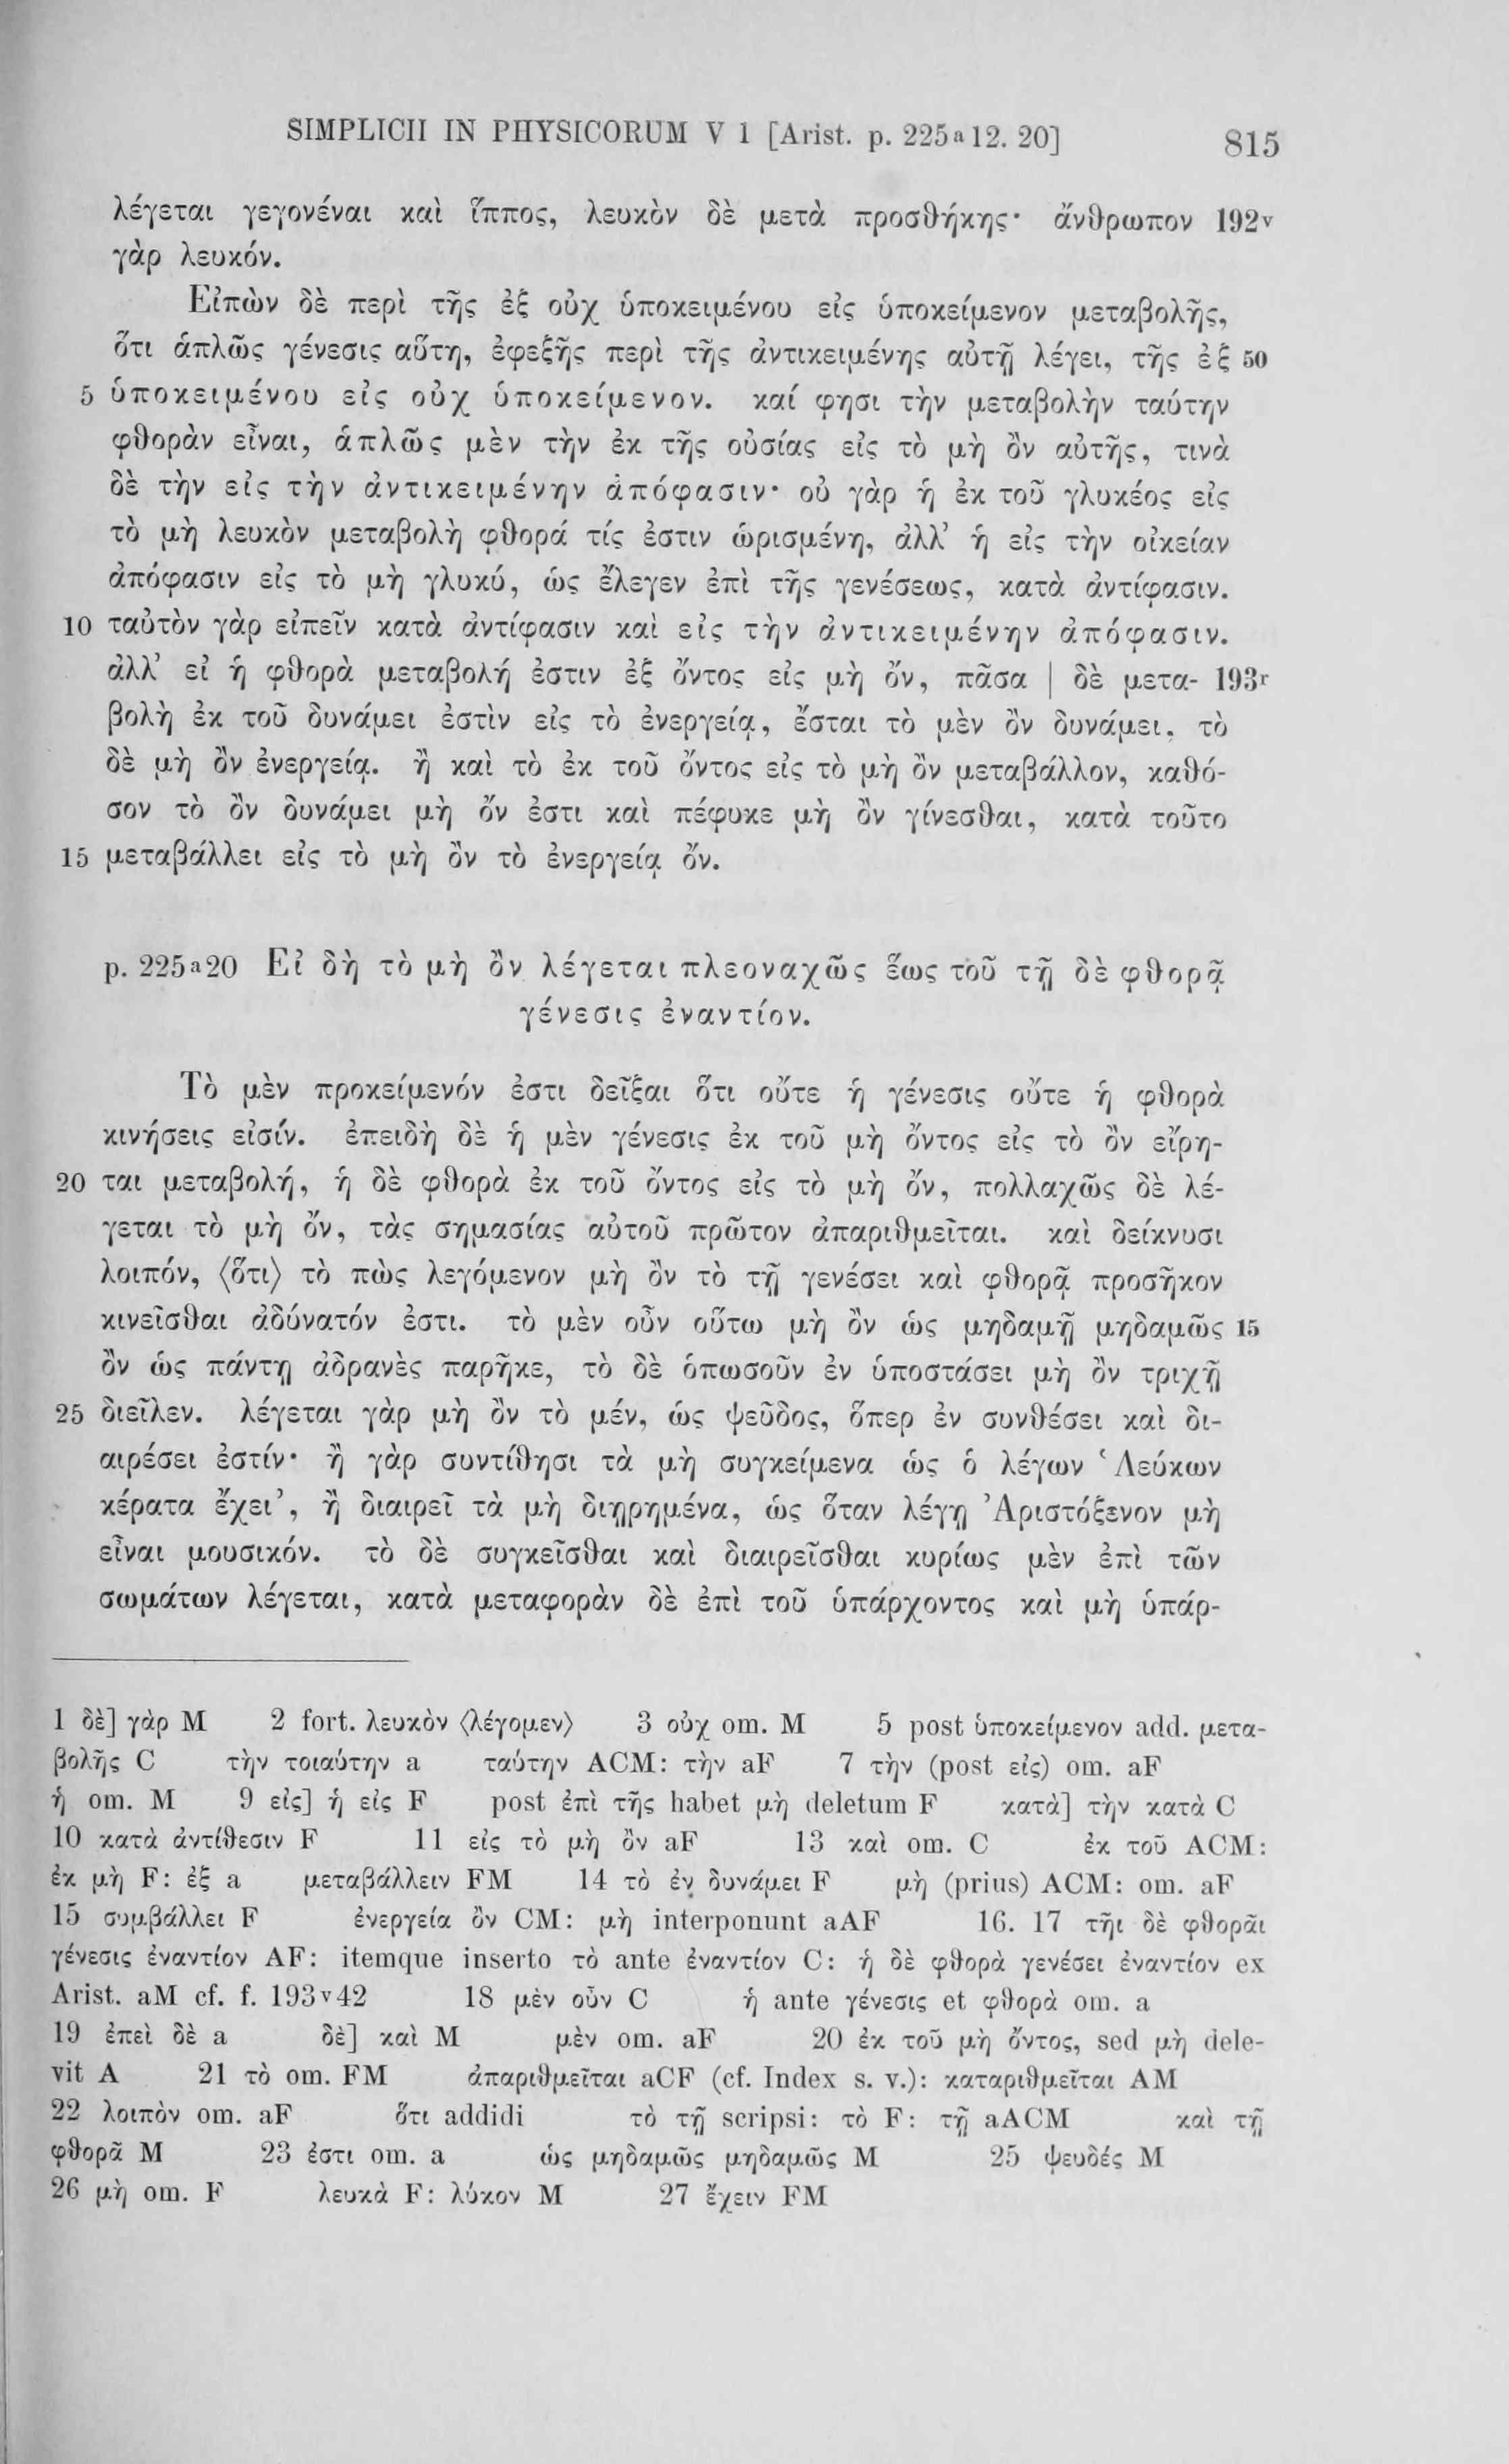 SIMPLICII IN PHYSICORUM V 1 [Arist. p. 225a12. 20] 815
λέγεται γεγονέναι καὶ ἵππος, λευκὸν δὲ μετὰ προσθήκης· ἄνθρωπον 192v
γὰρ λευκόν.
Εἰπὼν δὲ περὶ τῆς ἐξ οὐχ ὑποκειμένου εἰς ὑποκείμενον μεταβολῆς,
ὅτι ἁπλῶς γένεσις αὕτη, ἐφεξῆς περὶ τῆς ἀντικειμένης αὐτῇ λέγει, τῆς ἐξ 50
5 ὑποκειμένου εἰς οὐχ ὑποκείμενον. καί φησι τὴν μεταβολὴν ταύτην
φθορὰν εἶναι, ἁπλῶς μὲν τὴν ἐκ τῆς οὐσίας εἰς τὸ μὴ ὂν αὐτῆς, τινὰ
δὲ τὴν εἰς τὴν ἀντικειμένην ἀπόφασιν· οὐ γὰρ ἡ ἐκ τοῦ γλυκέος εἰς
τὸ μὴ λευκὸν μεταβολὴ φθορά τίς ἐστιν ὡρισμένη, ἀλλ’ ἡ εἰς τὴν οἰκείαν
ἀπόφασιν εἰς τὸ μὴ γλυκύ, ὡς ἔλεγεν ἐπὶ τῆς γενέσεως, κατὰ ἀντίφασιν.
10 ταὐτὸν γὰρ εἰπεῖν κατὰ ἀντίφασιν καὶ εἰς τὴν ἀντικειμένην ἀπόφασιν.
ἀλλ’ εἰ ἡ φθορὰ μεταβολή ἐστιν ἐξ ὄντος εἰς μὴ ὄν, πᾶσα | δὲ μετα- 193r
βολὴ ἐκ τοῦ δυνάμει ἐστὶν εἰς τὸ ἐνεργείᾳ, ἔσται τὸ μὲν ὂν δυνάμει, τὸ
δὲ μὴ ὂν ἐνεργείᾳ. ἢ καὶ τὸ ἐκ τοῦ ὄντος εἰς τὸ μὴ ὂν μεταβάλλον, καθό-
σον τὸ ὂν δυνάμει μὴ ὄν ἐστι καὶ πέφυκε μὴ ὂν γίνεσθαι, κατὰ τοῦτο
15 μεταβάλλει εἰς τὸ μὴ ὂν τὸ ἐνεργείᾳ ὄν.
p. 225a20 Εἰ δὴ τὸ μὴ ὂν λέγεται πλεοναχῶς ἕως τοῦ τῇ δὲ φθορᾷ
γένεσις ἐναντίον.
Τὸ μὲν προκείμενόν ἐστι δεῖξαι ὅτι οὔτε ἡ γένεσις οὔτε ἡ φθορὰ
κινήσεις εἰσίν. ἐπειδὴ δὲ ἡ μὲν γένεσις ἐκ τοῦ μὴ ὄντος εἰς τὸ ὂν εἴρη-
20 ται μεταβολή, ἡ δὲ φθορὰ ἐκ τοῦ ὄντος εἰς τὸ μὴ ὄν, πολλαχῶς δὲ λέ-
γεται τὸ μὴ ὄν, τὰς σημασίας αὐτοῦ πρῶτον ἀπαριθμεῖται. καὶ δείκνυσι
λοιπόν, ⟨ὅτι⟩ τὸ πὼς λεγόμενον μὴ ὂν τὸ τῇ γενέσει καὶ φθορᾷ προσῆκον
κινεῖσθαι ἀδύνατόν ἐστι. τὸ μὲν οὖν οὕτω μὴ ὂν ὡς μηδαμῇ μηδαμῶς 15
ὂν ὡς πάντῃ ἀδρανὲς παρῆκε, τὸ δὲ ὁπωσοῦν ἐν ὑποστάσει μὴ ὂν τριχῇ
25 διεῖλεν. λέγεται γὰρ μὴ ὂν τὸ μέν, ὡς ψεῦδος, ὅπερ ἐν συνθέσει καὶ δι-
αιρέσει ἐστίν· ἢ γὰρ συντίθησι τὰ μὴ συγκείμενα ὡς ὁ λέγων ‘Λεύκων
κέρατα ἔχει’, ἢ διαιρεῖ τὰ μὴ διῃρημένα, ὡς ὅταν λέγῃ Ἀριστόξενον μὴ
εἶναι μουσικόν. τὸ δὲ συγκεῖσθαι καὶ διαιρεῖσθαι κυρίως μὲν ἐπὶ τῶν
σωμάτων λέγεται, κατὰ μεταφορὰν δὲ ἐπὶ τοῦ ὑπάρχοντος καὶ μὴ ὑπάρ-
1 δὲ] γὰρ M 2 fort. λευκὸν ⟨λέγομεν⟩ 3 οὐχ om. M 5 post ὑποκείμενον add. μετα-
βολῆς C τὴν τοιαύτην a ταύτην ACM: τὴν aF 7 τὴν (post εἰς) om. aF
ἡ om. M 9 εἰς] ἡ εἰς F post ἐπὶ τῆς habet μὴ deletum F κατὰ] τὴν κατὰ C
10 κατὰ ἀντίθεσιν F 11 εἰς τὸ μὴ ὂν aF 13 καὶ om. C ἐκ τοῦ ACM:
ἐκ μὴ F: ἐξ a μεταβάλλειν FM 14 τὸ ἐν δυνάμει F μὴ (prius) ACM: om. aF
15 συμβάλλει F ἐνεργεία ὂν CM: μὴ interponunt aAF 16. 17 τῆι δὲ φθορᾶι
γένεσις ἐναντίον AF: itemque inserto τὸ ante ἐναντίον C: ἡ δὲ φθορὰ γενέσει ἐναντίον ex
Arist. aM cf. f. 193v42 18 μὲν οὖν C ἡ ante γένεσις et φθορὰ om. a
19 ἐπεὶ δὲ a δὲ] καὶ M μὲν om. aF 20 ἐκ τοῦ μὴ ὄντος, sed μὴ dele-
vit A 21 τὸ om. FM ἀπαριθμεῖται aCF (cf. Index s. v.): καταριθμεῖται AM
22 λοιπὸν om. aF ὅτι addidi τὸ τῇ scripsi: τὸ F: τῇ aACM καὶ τῇ
φθορᾶ M 23 ἐστι om. a ὡς μηδαμῶς μηδαμῶς M 25 ψευδές M
26 μὴ om. F λευκὰ F: λύκον M 27 ἔχειν FM